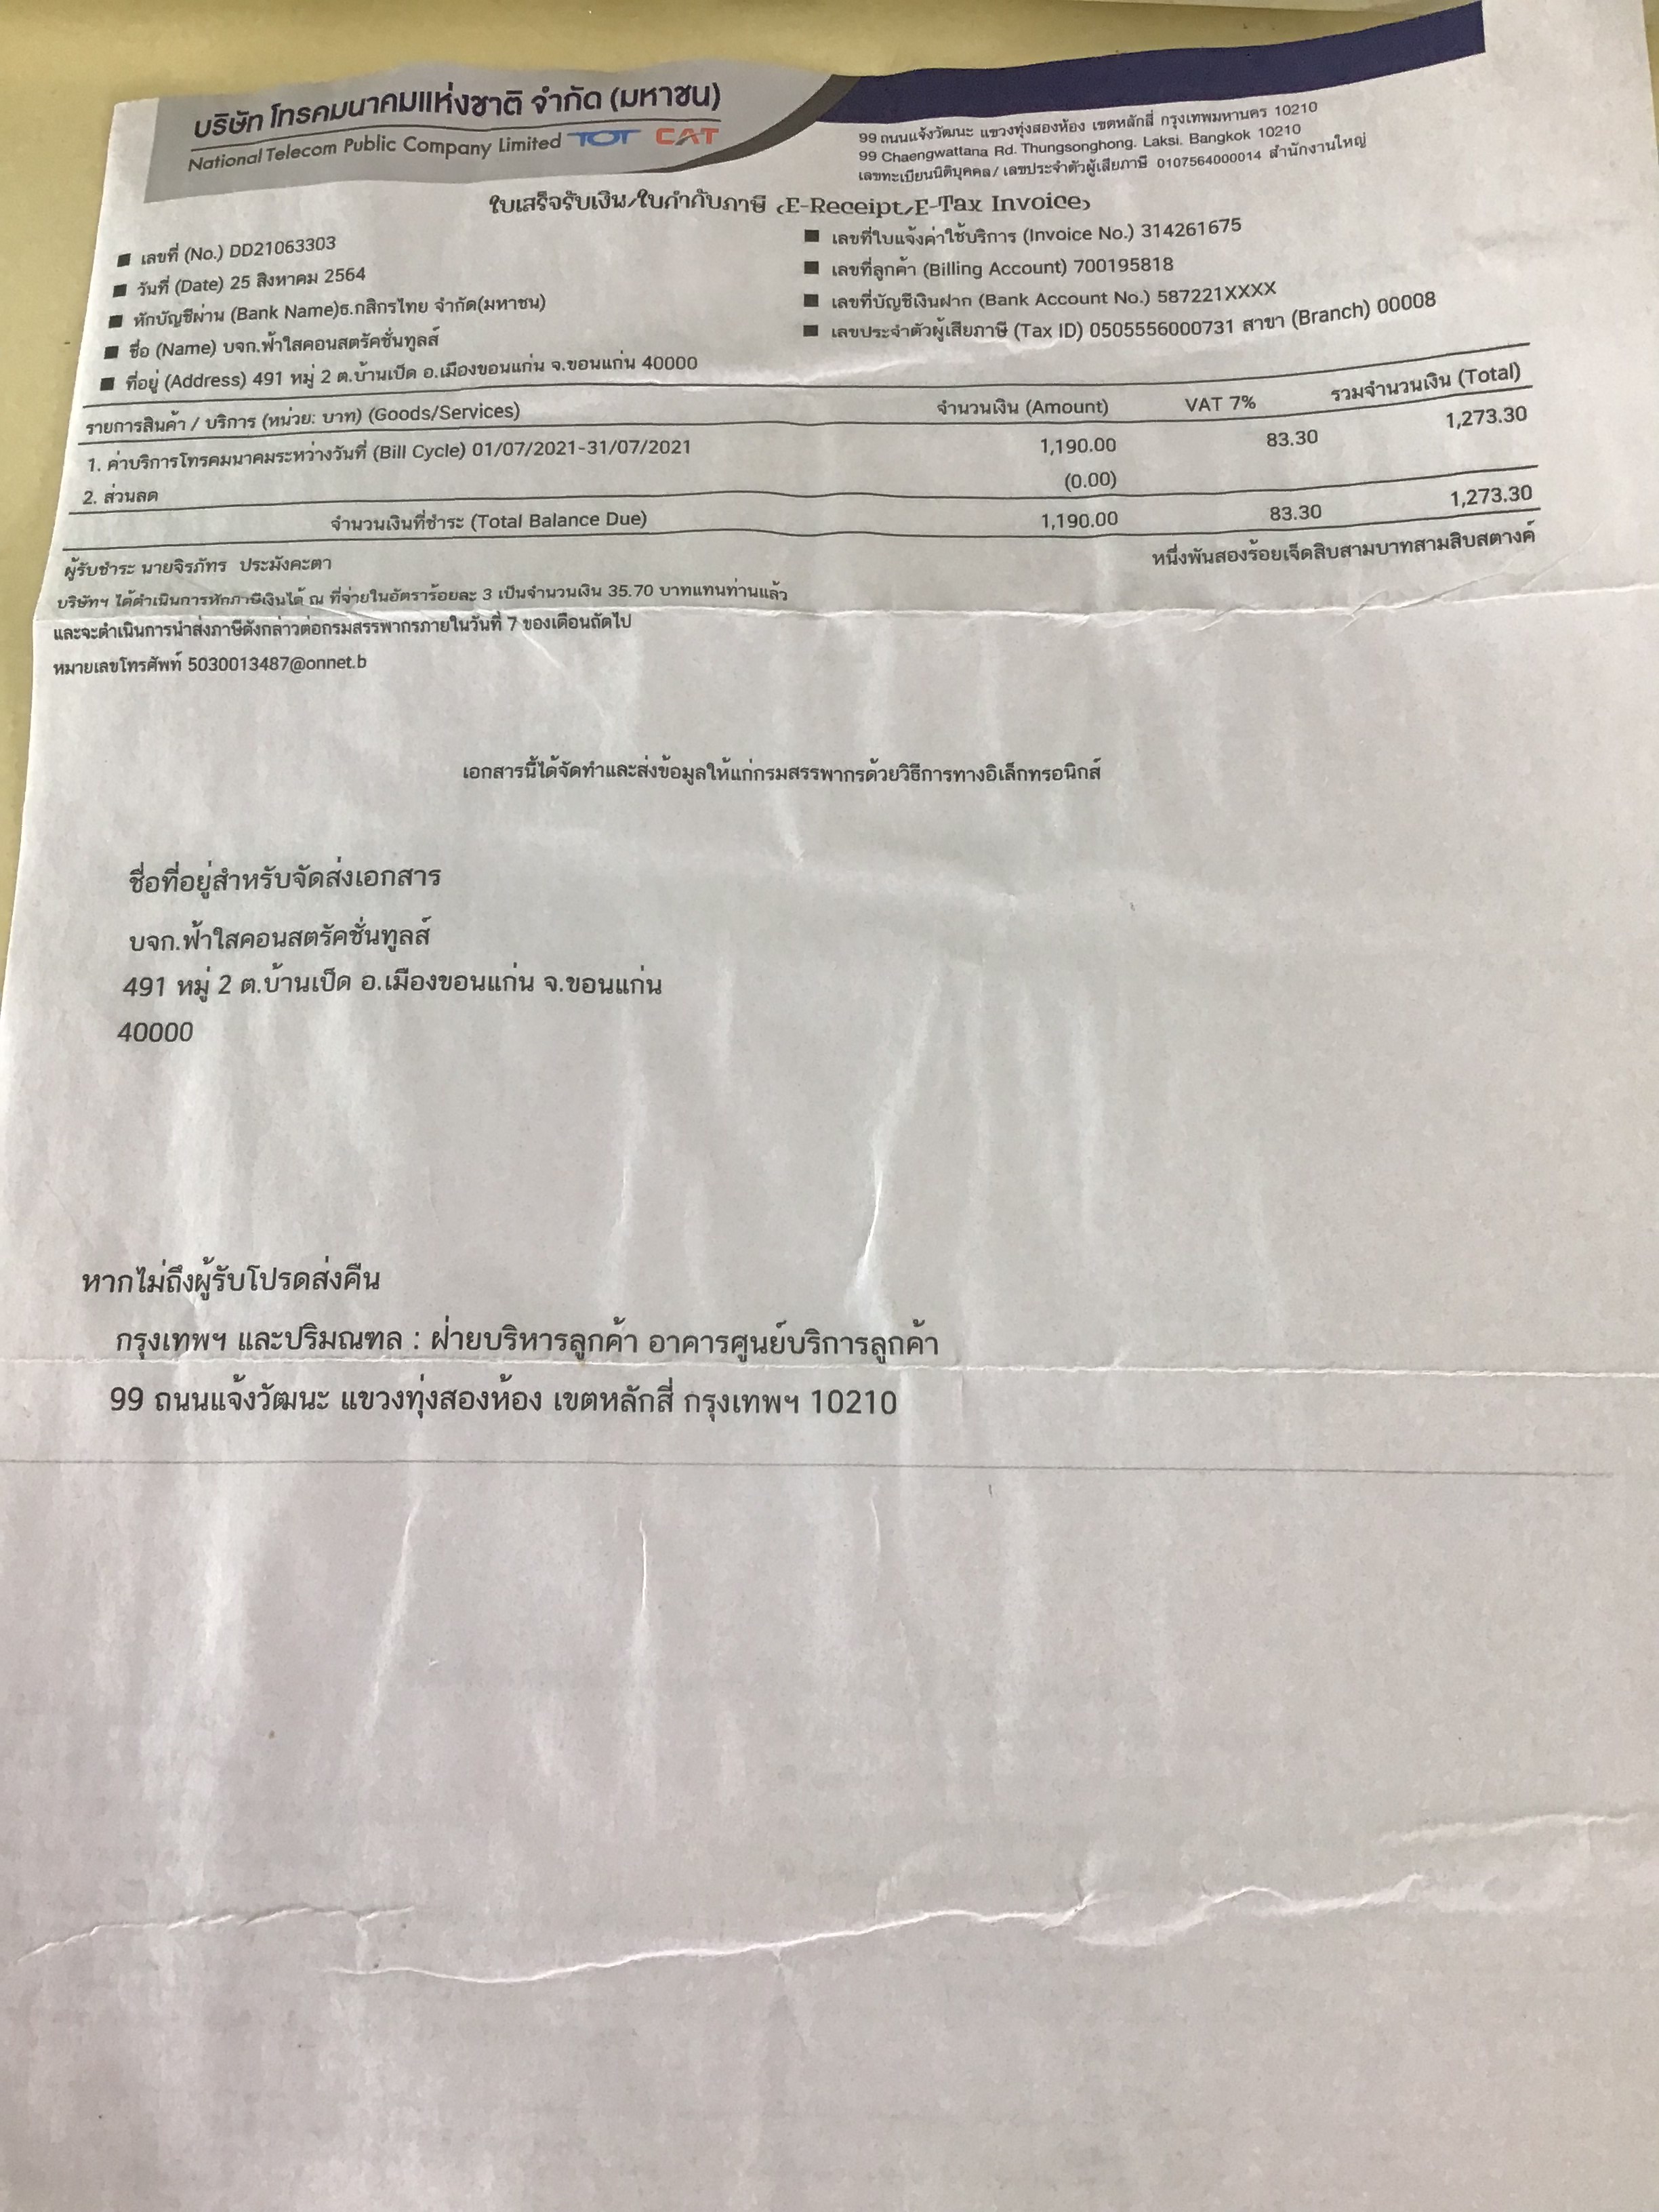 บริษัท โทรคมนาคมแห่งชาติ จำกัด (มหาชน)
National Telecom Public Company Limited TOT CAT
99 ถนนแจ้งวัฒนะ แขวงทุ่งสองห้อง เขตหลักสี่ กรุงเทพมหานคร 10210
99 Chaengwattana Rd. Thungsonghong. Laksi. Bangkok 10210
เลขทะเบียนนิติบุคคล/ เลขประจำตัวผู้เสียภาษี 0107564000014 สำนักงานใหญ่
ใบเสร็จรับเงิน/ใบกำกับภาษี (E-Receipt/E-Tax Invoice)
■ เลขที่ (No.) DD21063303
■ วันที่ (Date) 25 สิงหาคม 2564
■ หักบัญชีผ่าน (Bank Name)ธ.กสิกรไทย จำกัด(มหาชน)
■ ชื่อ (Name) บจก.ฟ้าใสคอนสตรัคชั่นทูลส์
■ ที่อยู่ (Address) 491 หมู่ 2 ต.บ้านเป็ด อ.เมืองขอนแก่น จ.ขอนแก่น 40000
■ เลขที่ใบแจ้งค่าใช้บริการ (Invoice No.) 314261675
■ เลขที่ลูกค้า (Billing Account) 700195818
■ เลขที่บัญชีเงินฝาก (Bank Account No.) 587221XXXX
■ เลขประจำตัวผู้เสียภาษี (Tax ID) 0505556000731 สาขา (Branch) 00008
รายการสินค้า / บริการ (หน่วย: บาท) (Goods/Services) จำนวนเงิน (Amount) VAT 7% รวมจำนวนเงิน (Total)
1. ค่าบริการโทรคมนาคมระหว่างวันที่ (Bill Cycle) 01/07/2021-31/07/2021 1,190.00 83.30 1,273.30
2. ส่วนลด (0.00)
จำนวนเงินที่ชำระ (Total Balance Due) 1,190.00 83.30 1,273.30
ผู้รับชำระ นายจิรภัทร ประมังคะตา หนึ่งพันสองร้อยเจ็ดสิบสามบาทสามสิบสตางค์
บริษัทฯ ได้ดำเนินการหักภาษีเงินได้ ณ ที่จ่ายในอัตราร้อยละ 3 เป็นจำนวนเงิน 35.70 บาทแทนท่านแล้ว
และจะดำเนินการนำส่งภาษีดังกล่าวต่อกรมสรรพากรภายในวันที่ 7 ของเดือนถัดไป
หมายเลขโทรศัพท์ 5030013487@onnet.b
เอกสารนี้ได้จัดทำและส่งข้อมูลให้แก่กรมสรรพากรด้วยวิธีการทางอิเล็กทรอนิกส์
ชื่อที่อยู่สำหรับจัดส่งเอกสาร
บจก.ฟ้าใสคอนสตรัคชั่นทูลส์
491 หมู่ 2 ต.บ้านเป็ด อ.เมืองขอนแก่น จ.ขอนแก่น
40000
หากไม่ถึงผู้รับโปรดส่งคืน
กรุงเทพฯ และปริมณฑล : ฝ่ายบริหารลูกค้า อาคารศูนย์บริการลูกค้า
99 ถนนแจ้งวัฒนะ แขวงทุ่งสองห้อง เขตหลักสี่ กรุงเทพฯ 10210